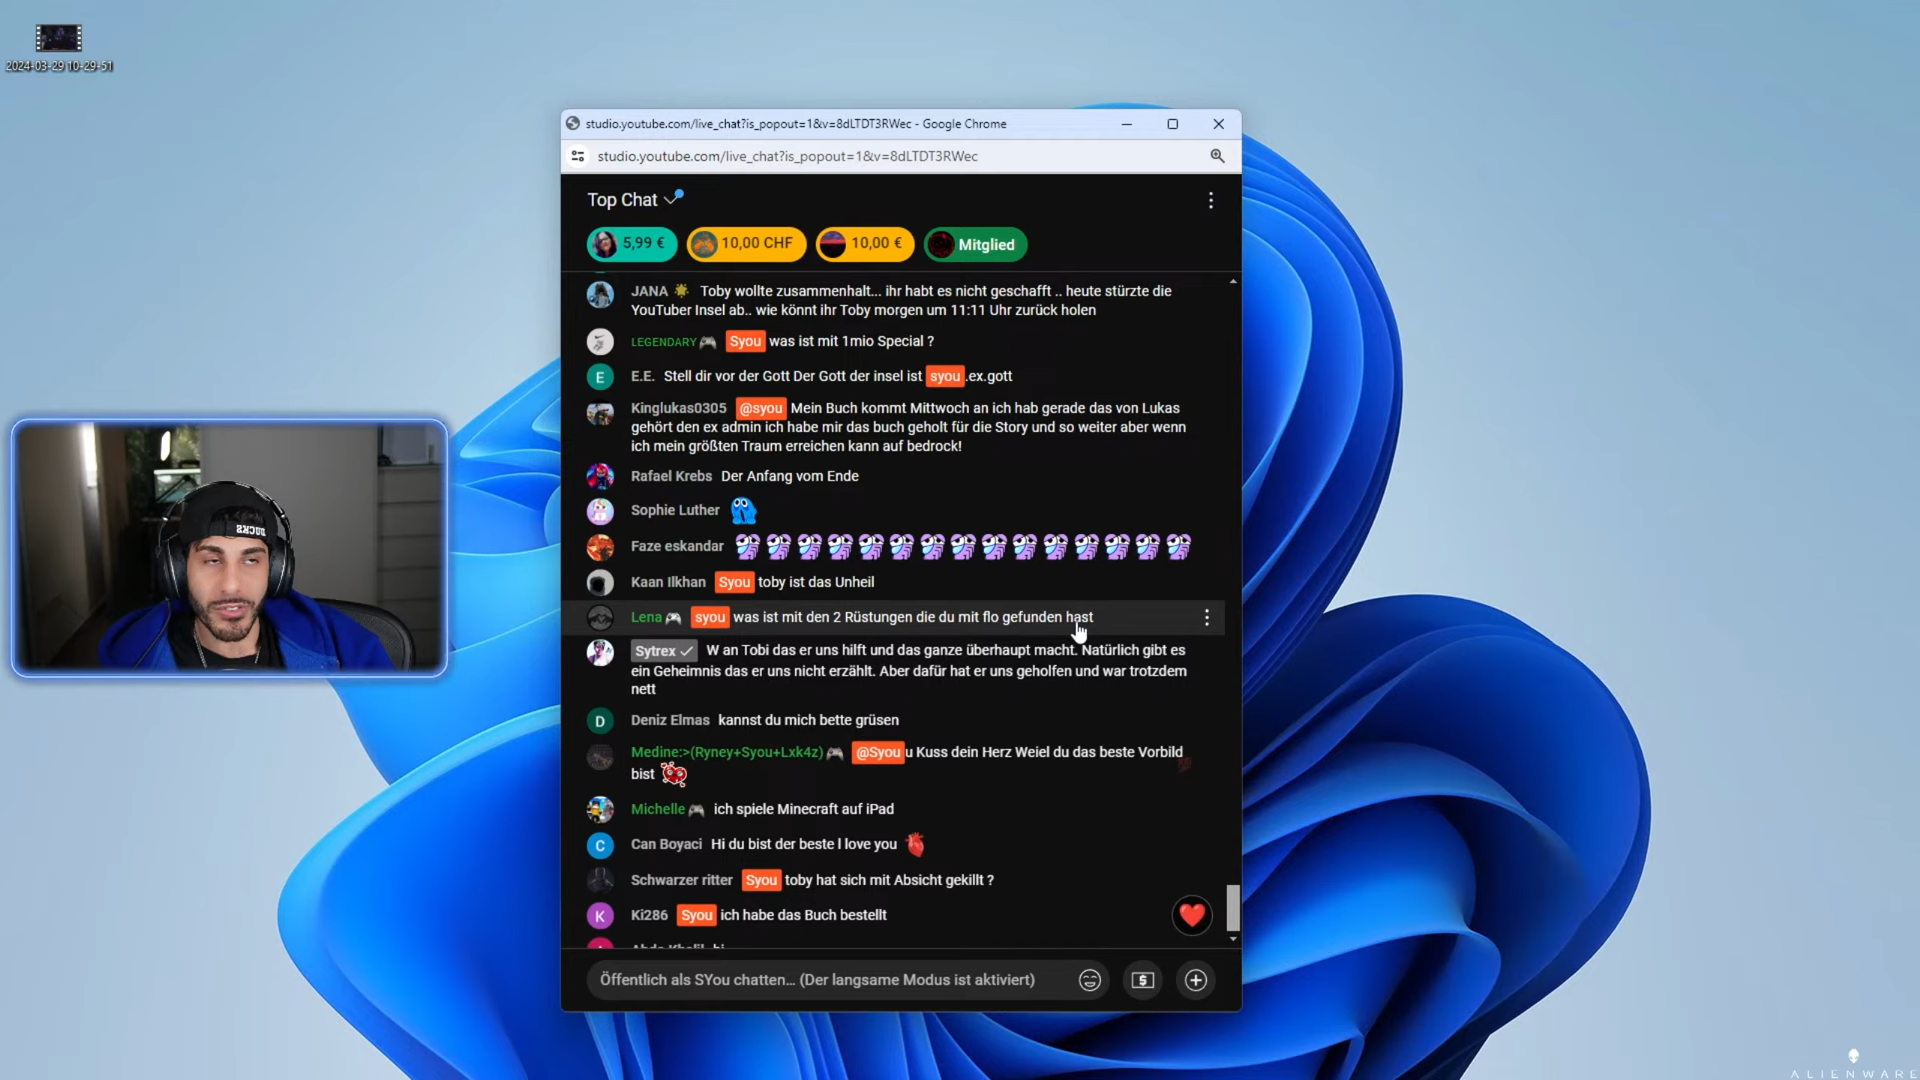 2024-03-29 10-29-51
studio.youtube.com/live_chat?is_popout=1&v=8dLTDT3RWec - Google Chrome
studio.youtube.com/live_chat?is_popout=1&v=8dLTDT3RWec
Top Chat
5,99 € 10,00 CHF 10,00 € Mitglied
JANA Toby wollte zusammenhalt... ihr habt es nicht geschafft .. heute stürzte die
YouTuber Insel ab.. wie könnt ihr Toby morgen um 11:11 Uhr zurück holen
LEGENDARY Syou was ist mit 1mio Special ?
E E.E. Stell dir vor der Gott Der Gott der insel ist syou .ex.gott
Kinglukas0305 @syou Mein Buch kommt Mittwoch an ich hab gerade das von Lukas
gehört den ex admin ich habe mir das buch geholt für die Story und so weiter aber wenn
ich mein größten Traum erreichen kann auf bedrock!
Rafael Krebs Der Anfang vom Ende
Sophie Luther
Faze eskandar
Kaan Ilkhan Syou toby ist das Unheil
Lena syou was ist mit den 2 Rüstungen die du mit flo gefunden hast
Sytrex W an Tobi das er uns hilft und das ganze überhaupt macht. Natürlich gibt es
ein Geheimnis das er uns nicht erzählt. Aber dafür hat er uns geholfen und war trotzdem
nett
D Deniz Elmas kannst du mich bette grüsen
Medine:>(Ryney+Syou+Lxk4z) @Syou u Kuss dein Herz Weiel du das beste Vorbild
bist
Michelle ich spiele Minecraft auf iPad
C Can Boyaci Hi du bist der beste l love you
Schwarzer ritter Syou toby hat sich mit Absicht gekillt ?
K Ki286 Syou ich habe das Buch bestellt
Öffentlich als SYou chatten... (Der langsame Modus ist aktiviert)
DUCKS
ALIENWARE